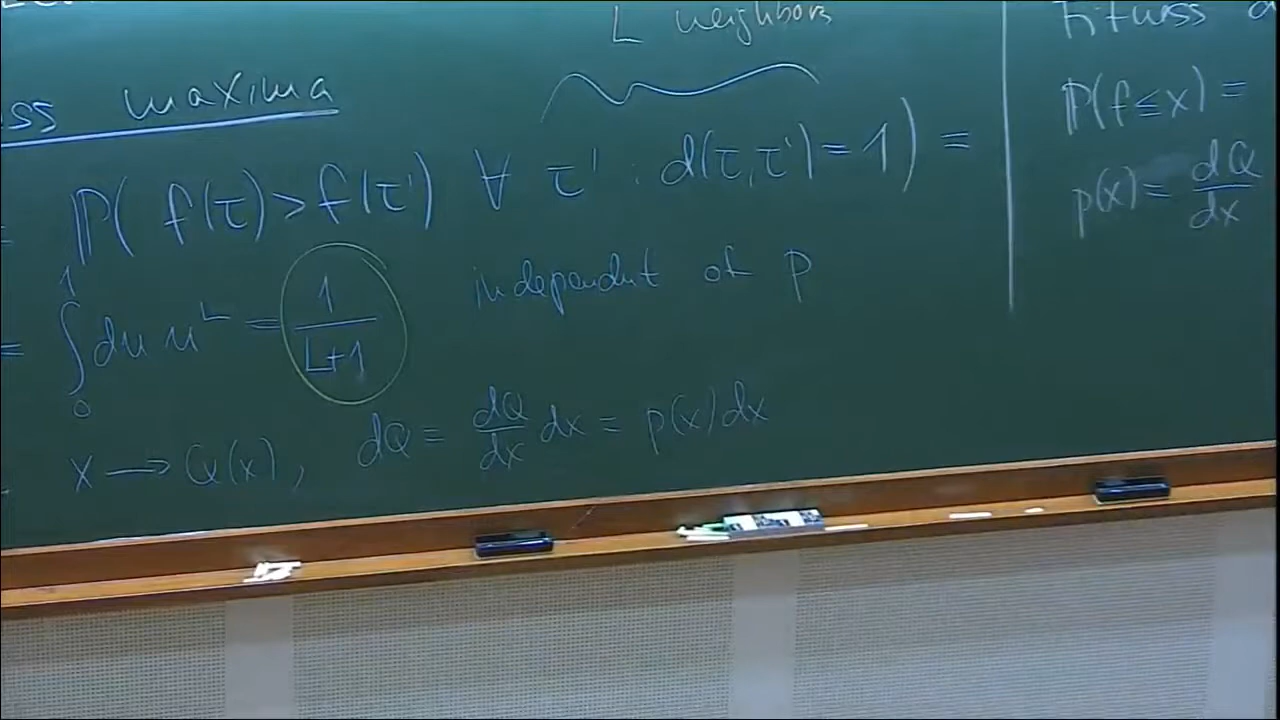 L neighbors
ss maxima
= ℙ( f(τ) > f(τ') ∀ τ' : d(τ,τ')=1 ) =
= ∫₀¹ du u^L = 1/(L+1) independent of p
x → Q(x), dQ = dQ/dx dx = p(x)dx
Fitness
ℙ(f≤x) =
p(x) = dQ/dx